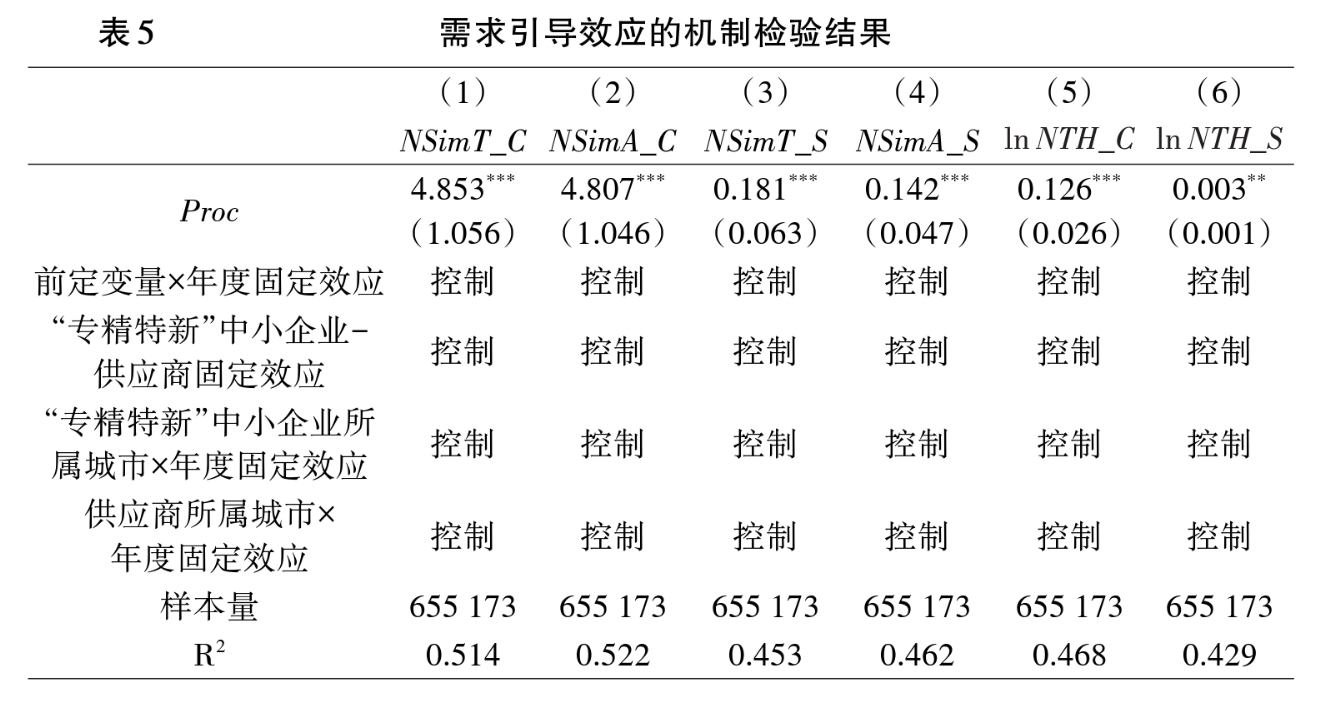 表5 需求引导效应的机制检验结果
(1) (2) (3) (4) (5) (6)
NSimT_C NSimA_C NSimT_S NSimA_S ln NTH_C ln NTH_S
4.853*** 4.807*** 0.181*** 0.142*** 0.126*** 0.003**
Proc
(1.056) (1.046) (0.063) (0.047) (0.026) (0.001)
前定变量×年度固定效应 控制 控制 控制 控制 控制 控制
“专精特新”中小企业-
供应商固定效应 控制 控制 控制 控制 控制 控制
“专精特新”中小企业所
属城市×年度固定效应 控制 控制 控制 控制 控制 控制
供应商所属城市×
年度固定效应 控制 控制 控制 控制 控制 控制
样本量 655 173 655 173 655 173 655 173 655 173 655 173
R² 0.514 0.522 0.453 0.462 0.468 0.429